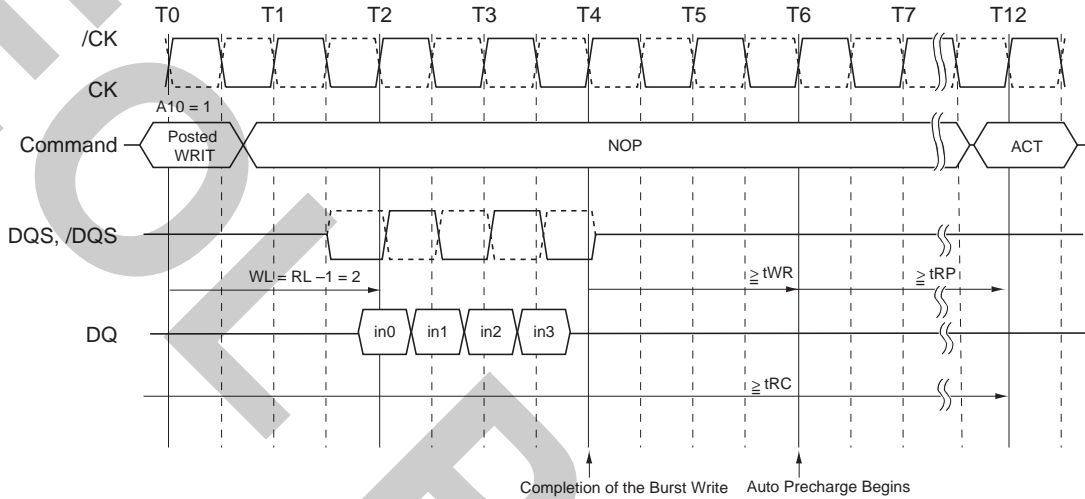 T0 T1 T2 T3 T4 T5 T6 T7 T12
/CK
CK
A10 = 1
Command
Posted
WRIT
NOP
ACT
DQS, /DQS
WL = RL –1 = 2
≧ tWR
≧ tRP
DQ
in0 in1 in2 in3
≧ tRC
Completion of the Burst Write Auto Precharge Begins